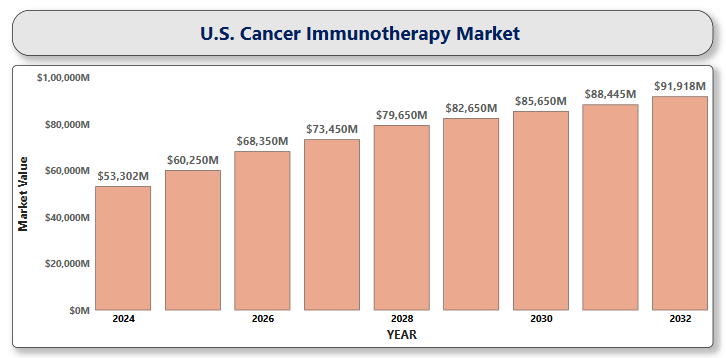 U.S. Cancer Immunotherapy Market
$1,00,000M
$80,000M
$60,000M
$40,000M
$20,000M
$0M
Market Value
$53,302M
$60,250M
$68,350M
$73,450M
$79,650M
$82,650M
$85,650M
$88,445M
$91,918M
2024
2026
2028
2030
2032
YEAR